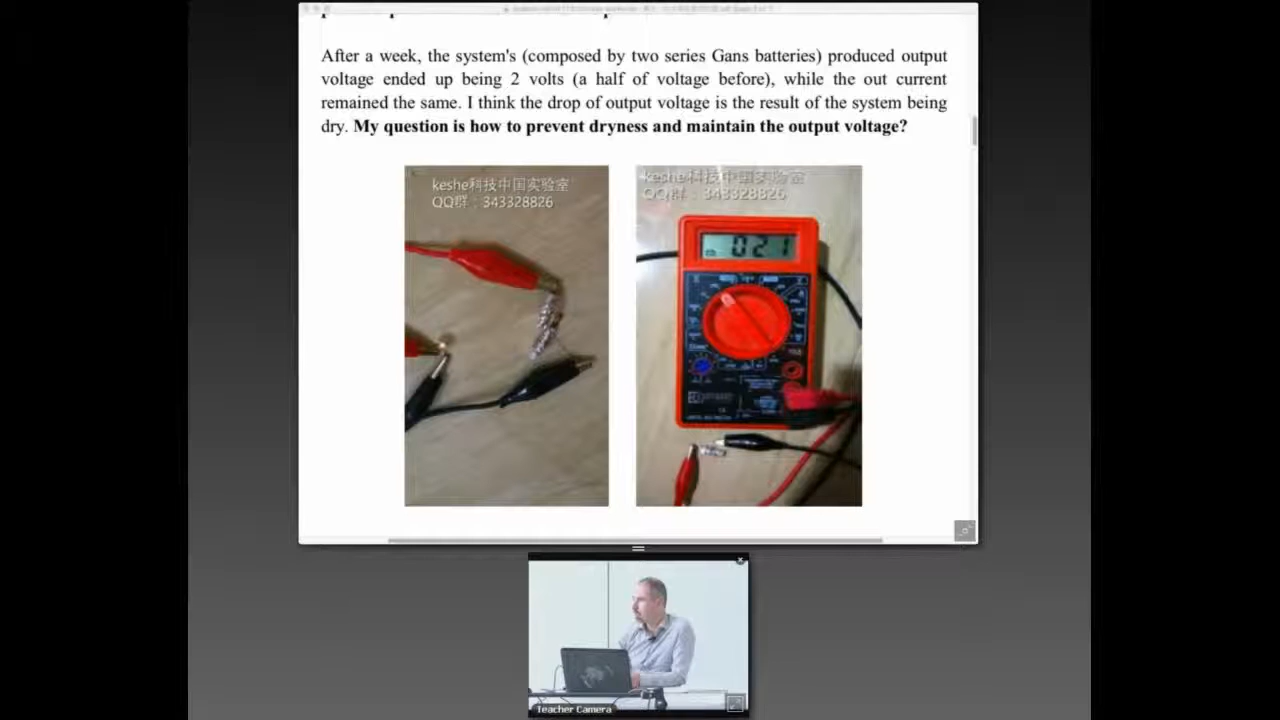 After a week, the system's (composed by two series Gans batteries) produced output
voltage ended up being 2 volts (a half of voltage before), while the out current
remained the same. I think the drop of output voltage is the result of the system being
dry. My question is how to prevent dryness and maintain the output voltage?
keshe科技中国实验室
QQ群：343328826
keshe科技中国实验室
QQ群：343328826
021
Teacher Camera